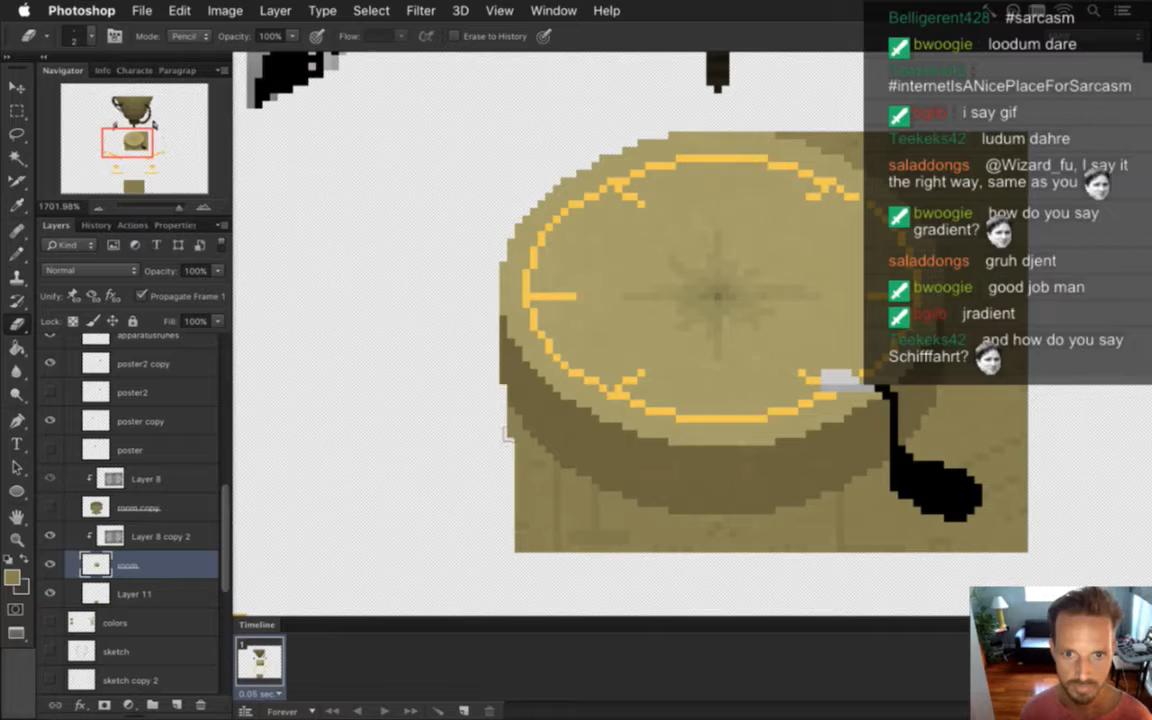 Photoshop File Edit Image Layer Type Select Filter 3D View Window Help
2 Mode: Pencil Opacity: 100% Flow: Erase to History
Navigator Info Characte Paragrap
1701.98%
Layers History Actions Properties
Kind
Normal Opacity: 100%
Unify: Propagate Frame 1
Lock: Fill: 100%
apparatusrunes
poster2 copy
poster2
poster copy
poster
Layer 8
room copy
Layer 8 copy 2
room
Layer 11
colors
sketch
sketch copy 2
Timeline
1
0.05 sec.
Forever
Belligerent428 #sarcasm
bwoogie loodum dare
Teekeks42
#internetIsANicePlaceForSarcasm
bgilb : i say gif
Teekeks42 ludum dahre
saladdongs @Wizard_fu, I say it
the right way, same as you
bwoogie how do you say
gradient?
saladdongs gruh djent
bwoogie good job man
bgilb jradient
Teekeks42 and how do you say
Schifffahrt?